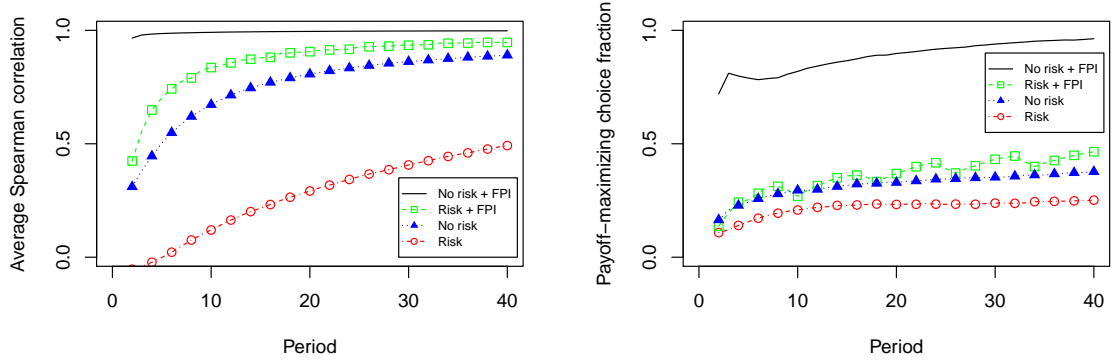 Average Spearman correlation
1.0
0.5
0.0
No risk + FPI
Risk + FPI
No risk
Risk
0
10
20
30
40
Period
Payoff−maximizing choice fraction
1.0
0.5
0.0
No risk + FPI
Risk + FPI
No risk
Risk
0
10
20
30
40
Period